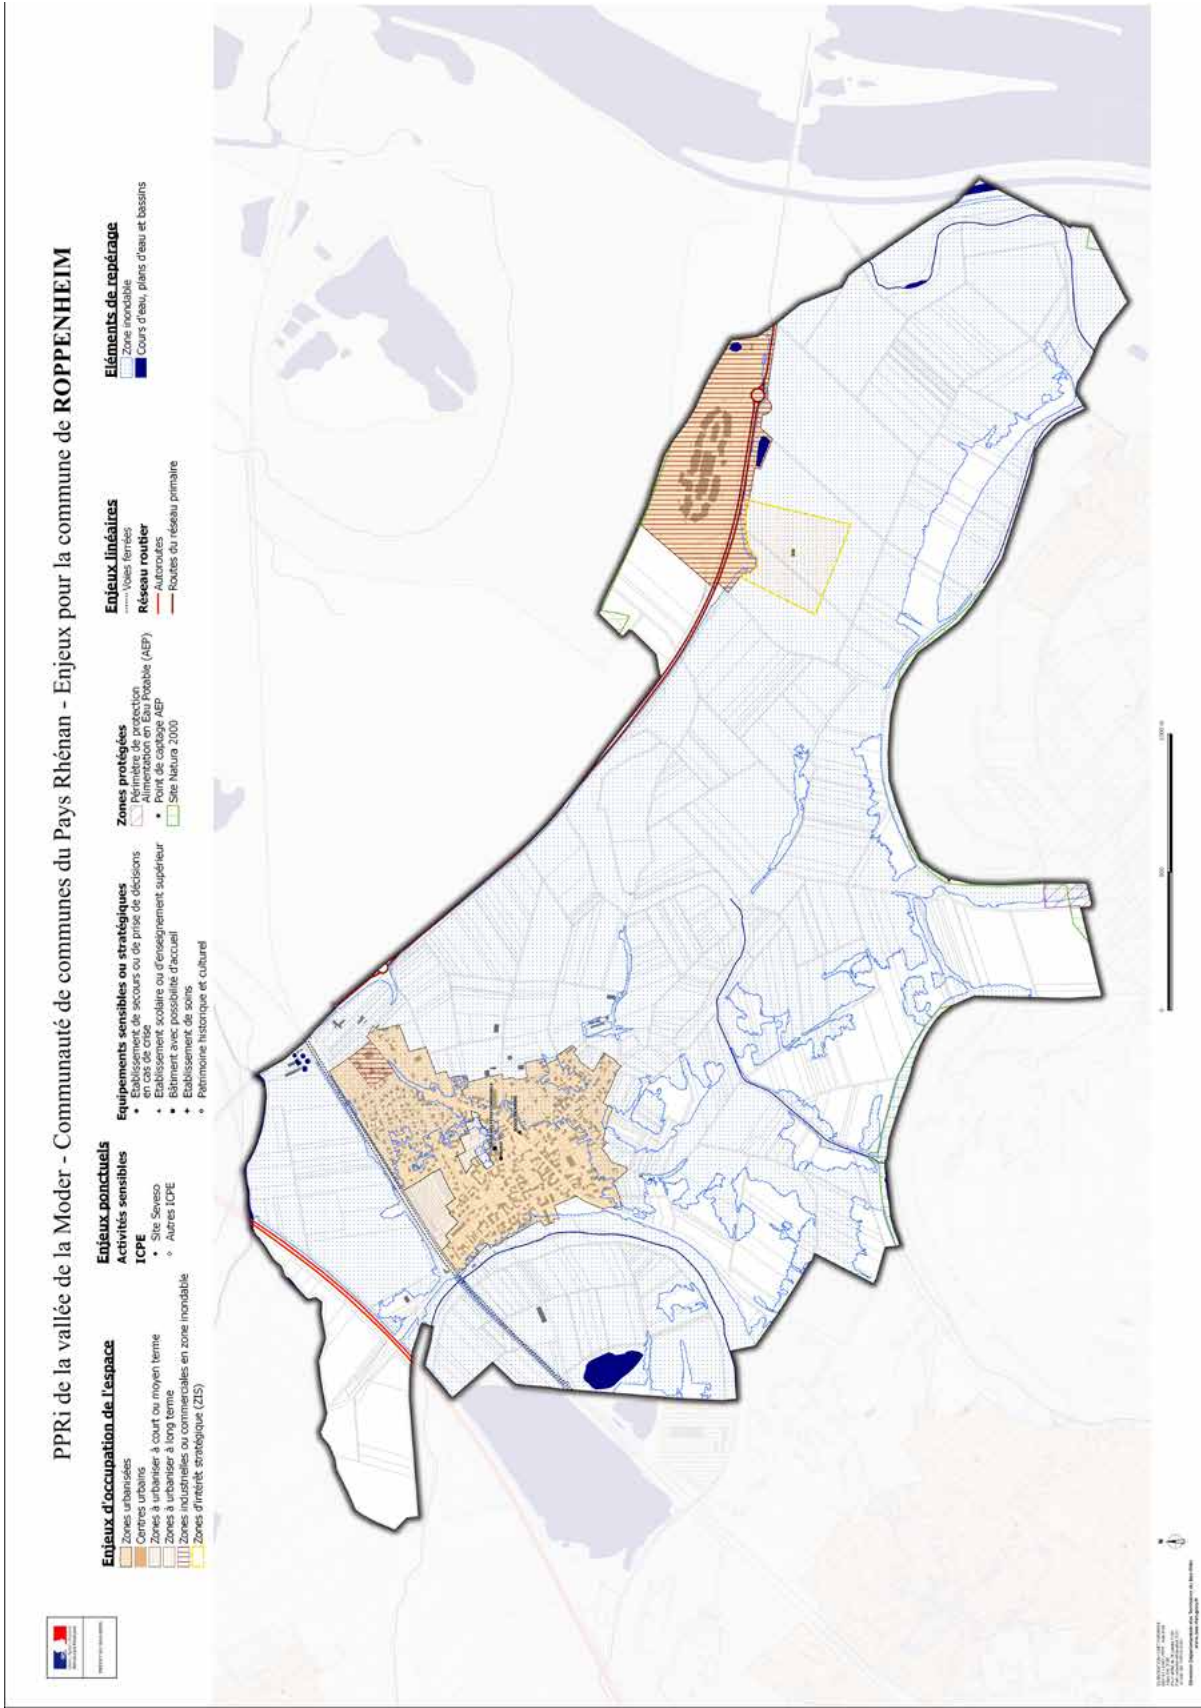 PPRi de la vallée de la Moder - Communauté de communes du Pays Rhénan - Enjeux pour la commune de ROPPENHEIM
Enjeux d'occupation de l'espace
Zones urbanisées
Centres urbains
Zones à urbaniser à court ou moyen terme
Zones à urbaniser à long terme
Zones industrielles ou commerciales en zone inondable
Zones d'intérêt stratégique (ZIS)
Enjeux ponctuels
Activités sensibles
ICPE
Site Seveso
Autres ICPE
Equipements sensibles ou stratégiques
Etablissement de secours ou de prise de décisions
en cas de crise
Etablissement scolaire ou d'enseignement supérieur
Bâtiment avec possibilité d'accueil
Etablissement de soins
Patrimoine historique et culturel
Zones protégées
Périmètre de protection
Alimentation en Eau Potable (AEP)
Point de captage AEP
Site Natura 2000
Enjeux linéaires
Voies ferrées
Réseau routier
Autoroutes
Routes du réseau primaire
Eléments de repérage
Zone inondable
Cours d'eau, plans d'eau et bassins